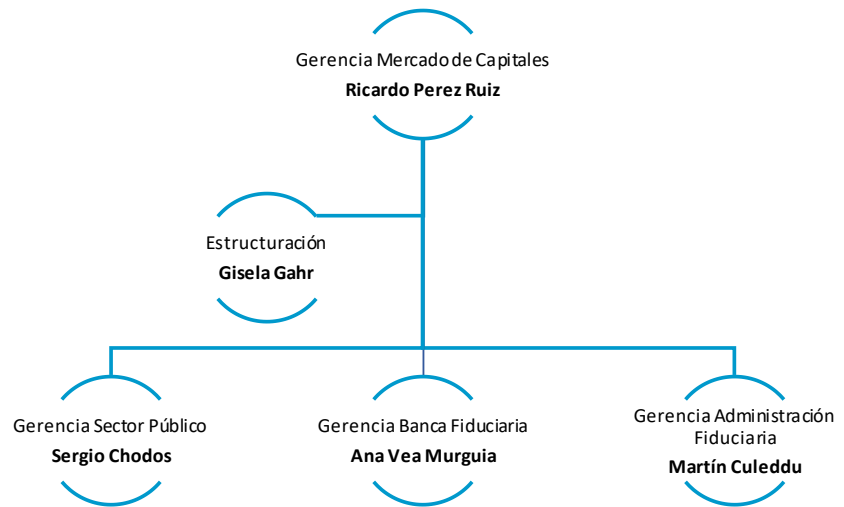 Gerencia Mercado de Capitales
Ricardo Perez Ruiz
Estructuración
Gisela Gahr
Gerencia Sector Público
Sergio Chodos
Gerencia Banca Fiduciaria
Ana Vea Murguia
Gerencia Administración
Fiduciaria
Martín Culeddu